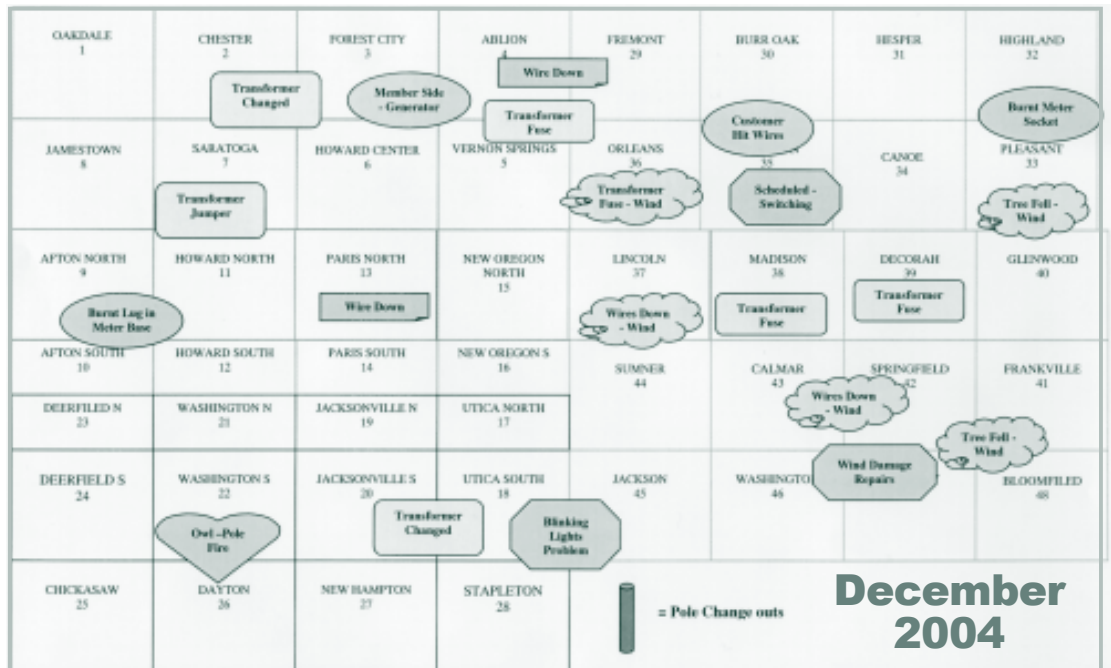 OAKDALE
1
CHESTER
2
FOREST CITY
3
ABLION
4
FREMONT
29
BURR OAK
30
HESPER
31
HIGHLAND
32
Wire Down
Transformer
Changed
Member Side
- Generator
Transformer
Fuse
Customer
Hit Wires
Burnt Meter
Socket
JAMESTOWN
8
SARATOGA
7
HOWARD CENTER
6
VERNON SPRINGS
5
ORLEANS
36
35
CANOE
34
PLEASANT
33
Transformer
Jumper
Transformer
Fuse - Wind
Scheduled -
Switching
Tree Fell -
Wind
AFTON NORTH
9
HOWARD NORTH
11
PARIS NORTH
13
NEW OREGON
NORTH
15
LINCOLN
37
MADISON
38
DECORAH
39
GLENWOOD
40
Burnt Lug in
Meter Base
Wire Down
Wires Down
- Wind
Transformer
Fuse
Transformer
Fuse
AFTON SOUTH
10
HOWARD SOUTH
12
PARIS SOUTH
14
NEW OREGON S
16
SUMNER
44
CALMAR
43
SPRINGFIELD
42
FRANKVILLE
41
Wires Down
- Wind
DEERFILED N
23
WASHINGTON N
21
JACKSONVILLE N
19
UTICA NORTH
17
Tree Fell -
Wind
DEERFIELD S
24
WASHINGTON S
22
JACKSONVILLE S
20
UTICA SOUTH
18
JACKSON
45
WASHINGTO
46
Wind Damage
Repairs
BLOOMFILED
48
Owl -Pole
Fire
Transformer
Changed
Blinking
Lights
Problem
CHICKASAW
25
DAYTON
26
NEW HAMPTON
27
STAPLETON
28
= Pole Change outs
December
2004